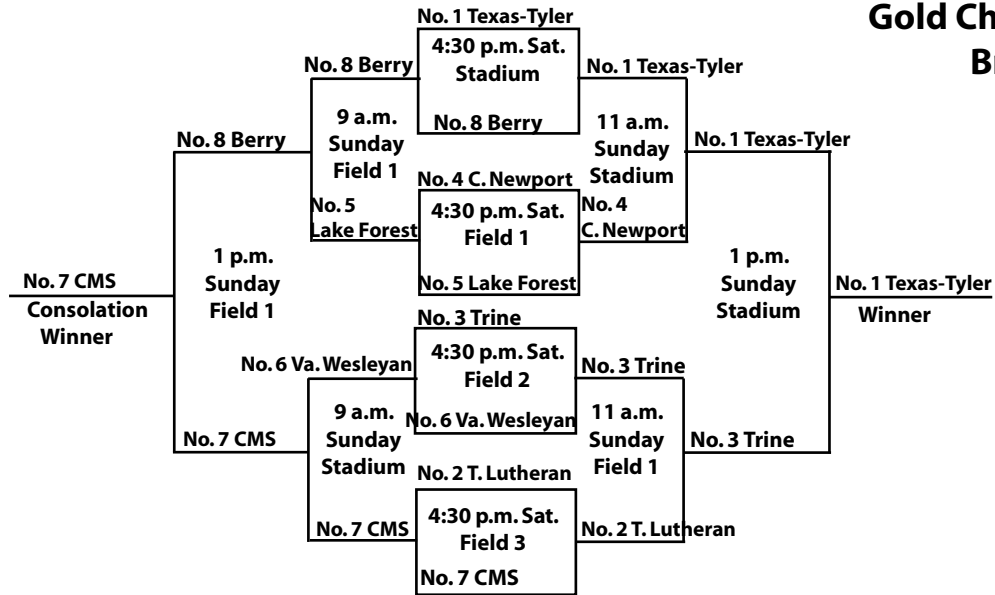 Gold Ch
Br
No. 1 Texas-Tyler
4:30 p.m. Sat.
Stadium
No. 8 Berry
No. 8 Berry
No. 1 Texas-Tyler
9 a.m.
Sunday
Field 1
11 a.m.
Sunday
Stadium
No. 8 Berry
No. 1 Texas-Tyler
No. 4 C. Newport
4:30 p.m. Sat.
Field 1
No. 5 Lake Forest
No. 5
Lake Forest
No. 4
C. Newport
1 p.m.
Sunday
Field 1
1 p.m.
Sunday
Stadium
No. 7 CMS
Consolation
Winner
No. 1 Texas-Tyler
Winner
No. 3 Trine
4:30 p.m. Sat.
Field 2
No. 6 Va. Wesleyan
No. 6 Va. Wesleyan
No. 3 Trine
9 a.m.
Sunday
Stadium
11 a.m.
Sunday
Field 1
No. 7 CMS
No. 3 Trine
No. 2 T. Lutheran
4:30 p.m. Sat.
Field 3
No. 7 CMS
No. 7 CMS
No. 2 T. Lutheran